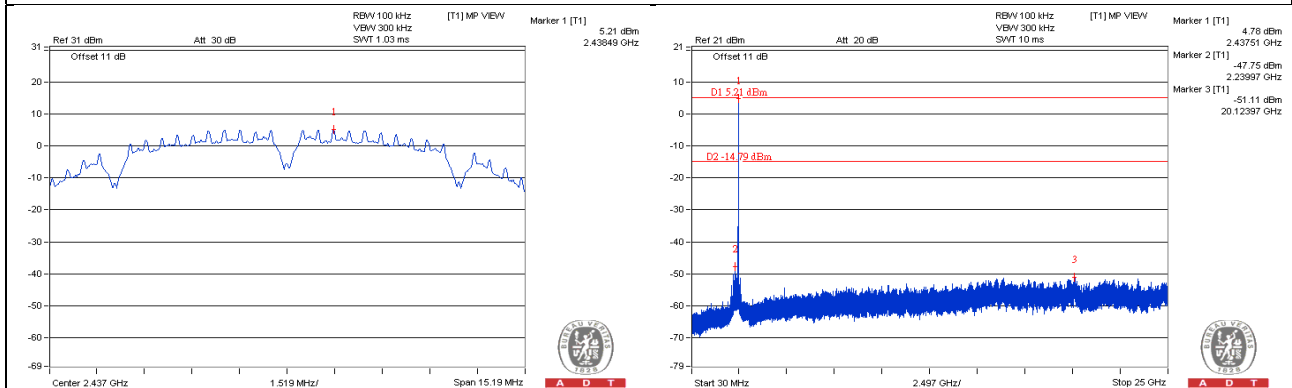 RBW 100 kHz [T1] MP VIEW
VBW 300 kHz
Ref 31 dBm Att 30 dB SWT 1.03 ms
Marker 1 [T1]
5.21 dBm
2.43849 GHz
31
Offset 11 dB
20
10
0
-10
-20
-30
-40
-50
-60
-69
1
Center 2.437 GHz 1.519 MHz/ Span 15.19 MHz
BUREAU VERITAS
1828
A D T
RBW 100 kHz [T1] MP VIEW
VBW 300 kHz
Ref 21 dBm Att 20 dB SWT 10 ms
Marker 1 [T1]
4.78 dBm
2.43751 GHz
Marker 2 [T1]
-47.75 dBm
2.23997 GHz
Marker 3 [T1]
-51.11 dBm
20.12397 GHz
21
Offset 11 dB
10
0
-10
-20
-30
-40
-50
-60
-70
-79
1
D1 5.21 dBm
D2 -14.79 dBm
2
3
Start 30 MHz 2.497 GHz/ Stop 25 GHz
BUREAU VERITAS
1828
A D T